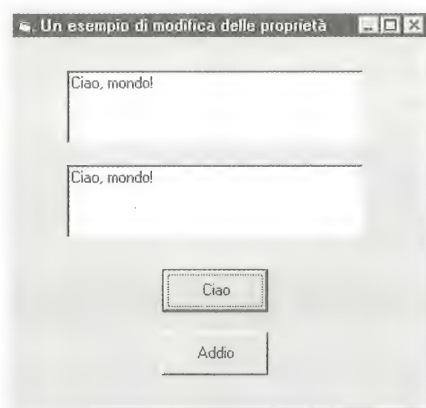 Un esempio di modifica delle proprietà
Ciao, mondo!
Ciao, mondo!
Ciao
Addio